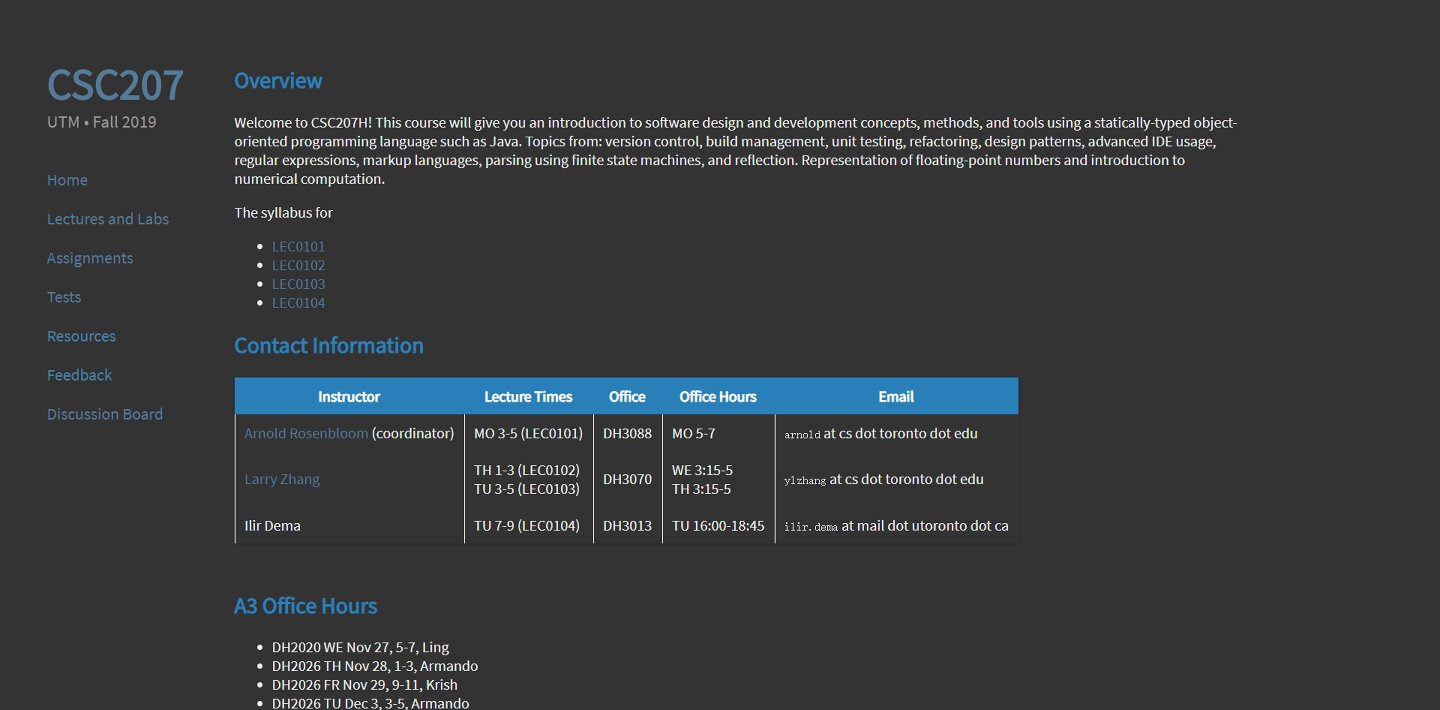 CSC207
UTM • Fall 2019
Home
Lectures and Labs
Assignments
Tests
Resources
Feedback
Discussion Board
Overview
Welcome to CSC207H! This course will give you an introduction to software design and development concepts, methods, and tools using a statically-typed object-
oriented programming language such as Java. Topics from: version control, build management, unit testing, refactoring, design patterns, advanced IDE usage,
regular expressions, markup languages, parsing using finite state machines, and reflection. Representation of floating-point numbers and introduction to
numerical computation.
The syllabus for
• LEC0101
• LEC0102
• LEC0103
• LEC0104
Contact Information
Instructor Lecture Times Office Office Hours Email
Arnold Rosenbloom (coordinator) MO 3-5 (LEC0101) DH3088 MO 5-7 arnold at cs dot toronto dot edu
Larry Zhang TH 1-3 (LEC0102) DH3070 WE 3:15-5 ylzhang at cs dot toronto dot edu
TU 3-5 (LEC0103) TH 3:15-5
Ilir Dema TU 7-9 (LEC0104) DH3013 TU 16:00-18:45 ilir.dema at mail dot utoronto dot ca
A3 Office Hours
• DH2020 WE Nov 27, 5-7, Ling
• DH2026 TH Nov 28, 1-3, Armando
• DH2026 FR Nov 29, 9-11, Krish
• DH2026 TU Dec 3, 3-5, Armando